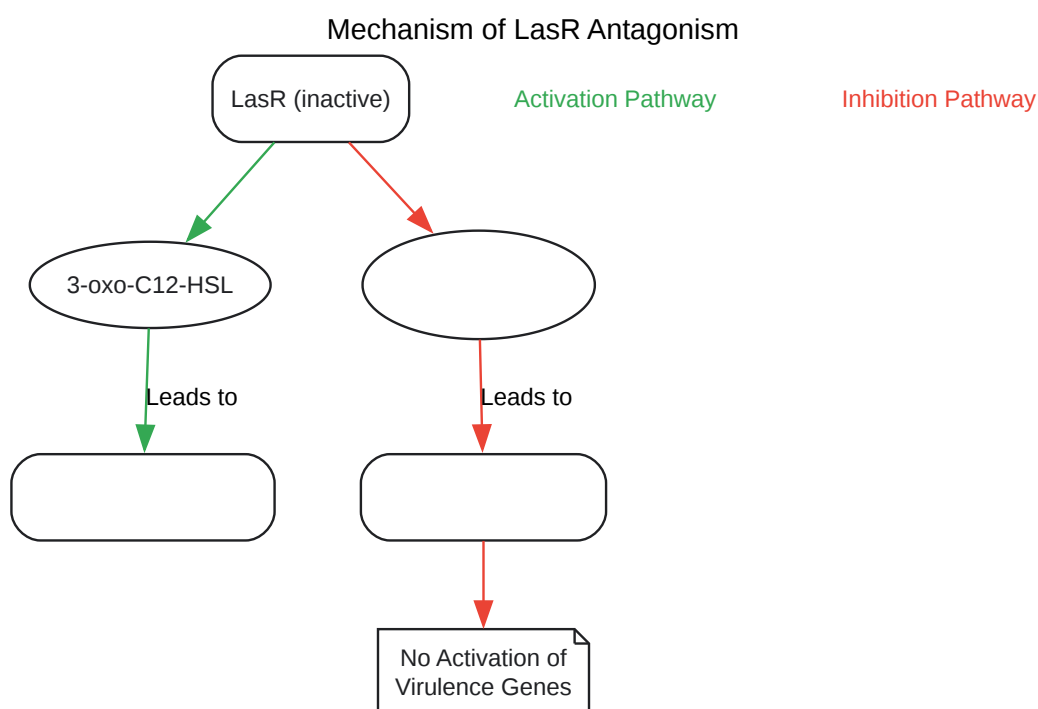 Mechanism of LasR Antagonism
LasR (inactive)
Activation Pathway
Inhibition Pathway
3-oxo-C12-HSL
Leads to
Leads to
No Activation of
Virulence Genes